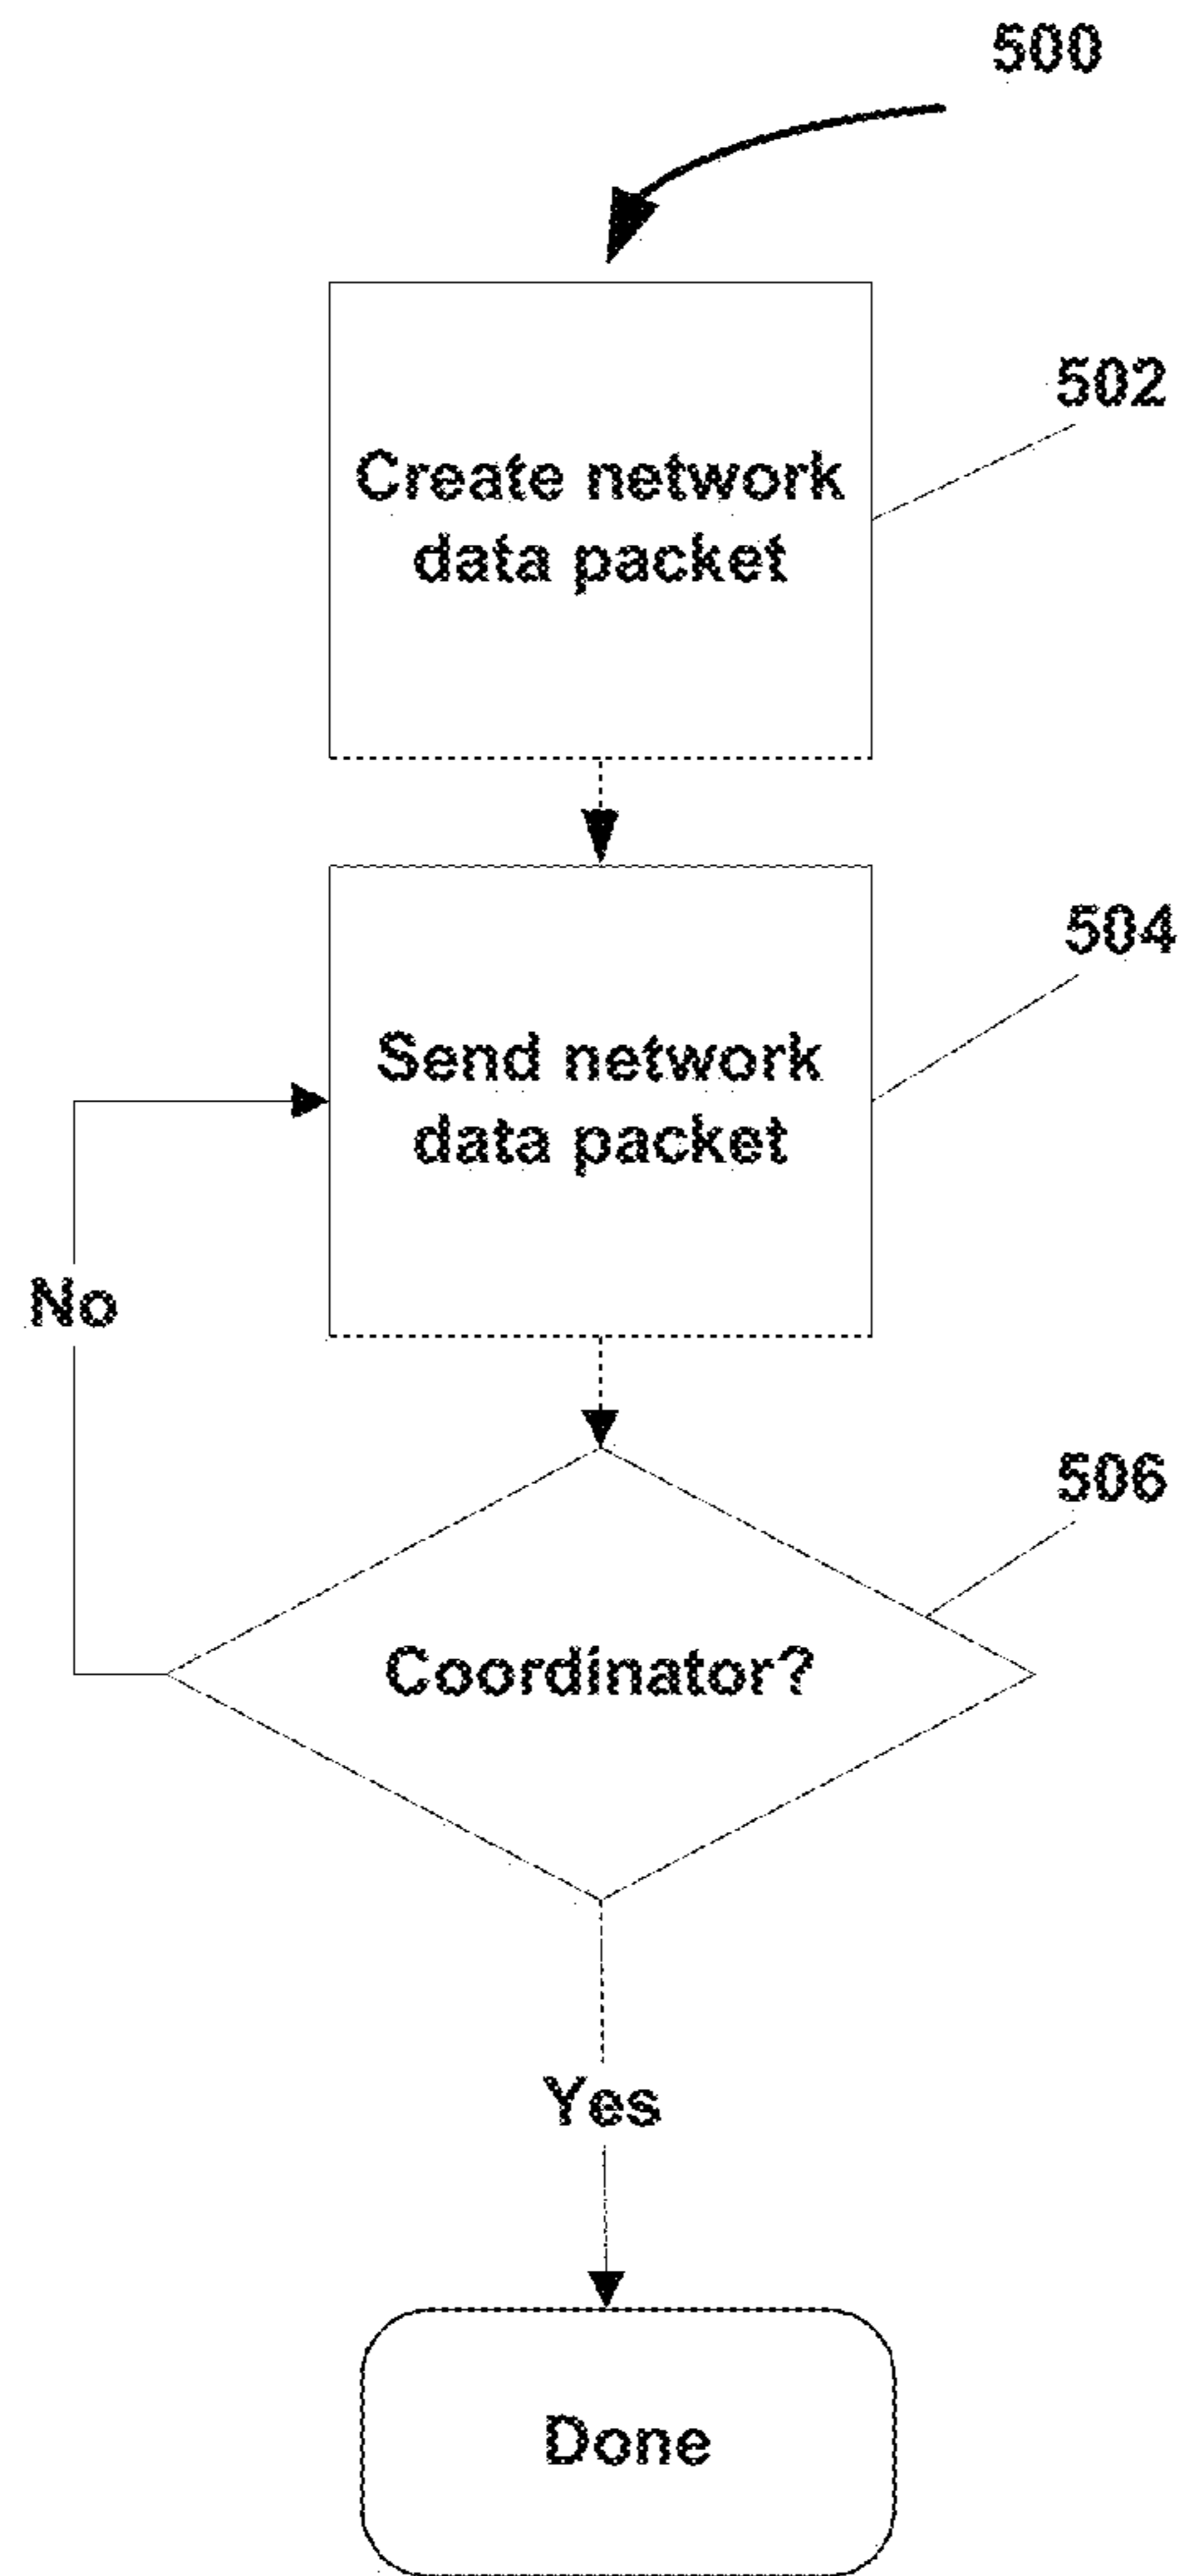 500
Create network
data packet
502
Send network
data packet
504
No
Coordinator?
506
Yes
Done